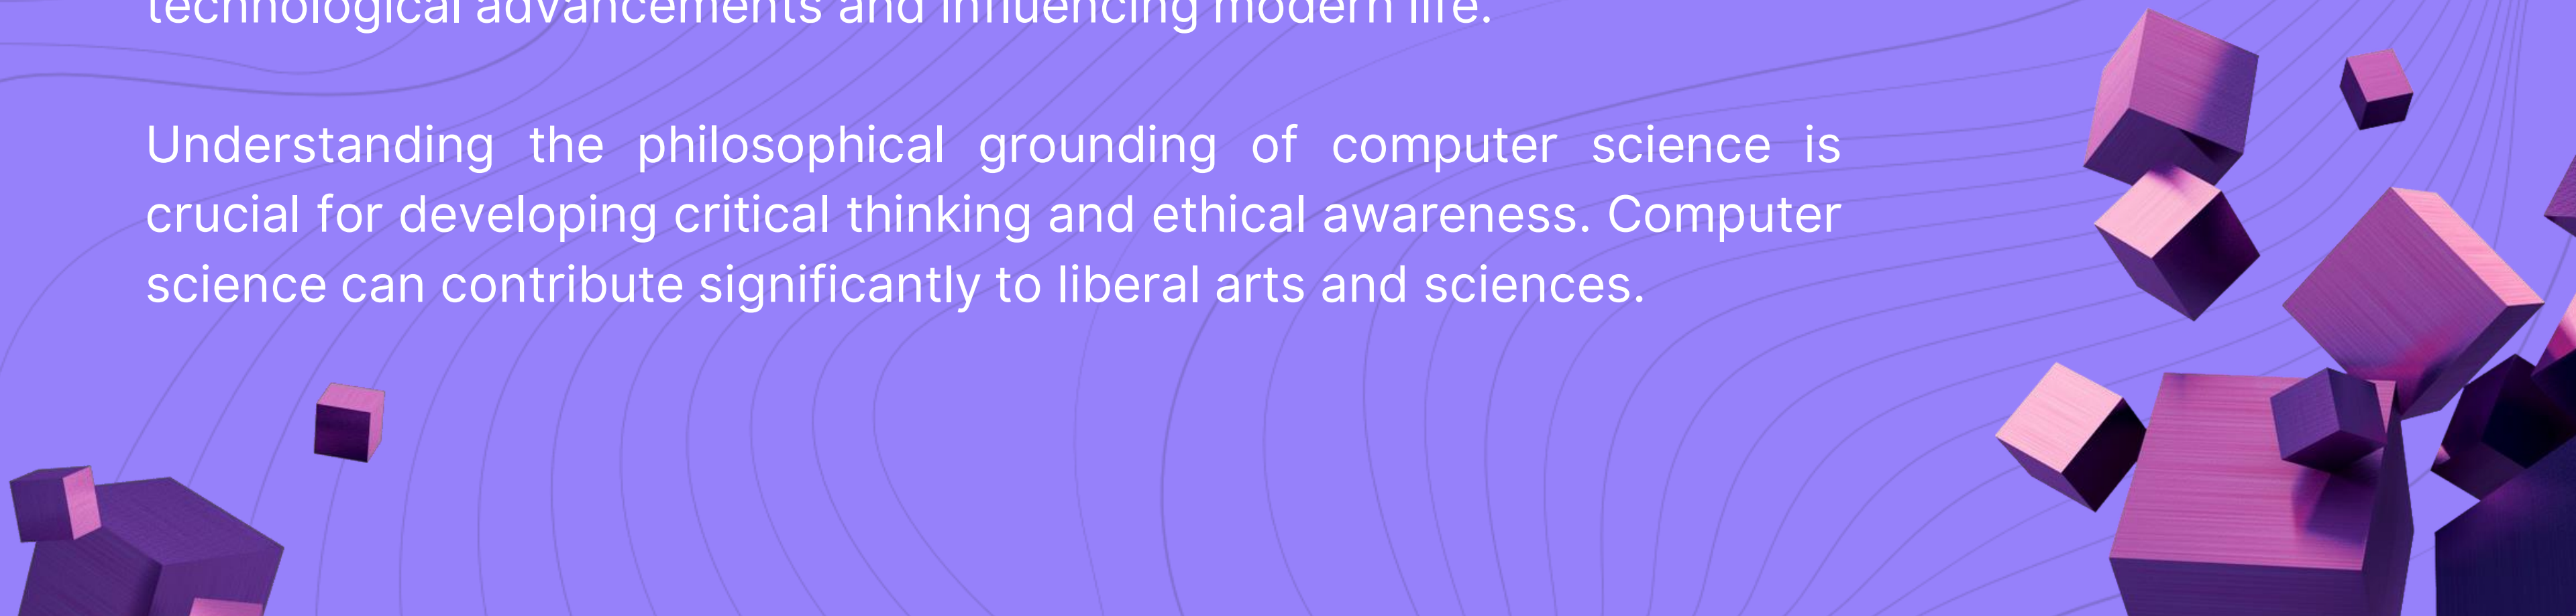 technological advancements and influencing modern life.
Understanding the philosophical grounding of computer science is
crucial for developing critical thinking and ethical awareness. Computer
science can contribute significantly to liberal arts and sciences.